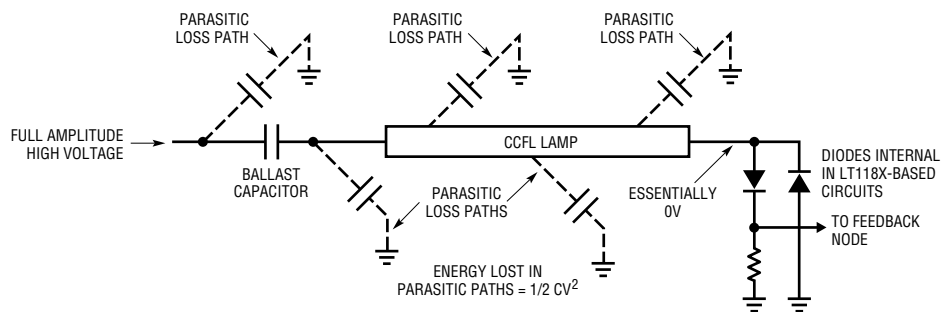 PARASITIC
LOSS PATH
PARASITIC
LOSS PATH
PARASITIC
LOSS PATH
FULL AMPLITUDE
HIGH VOLTAGE
BALLAST
CAPACITOR
CCFL LAMP
PARASITIC
LOSS PATHS
ESSENTIALLY
0V
DIODES INTERNAL
IN LT118X-BASED
CIRCUITS
TO FEEDBACK
NODE
ENERGY LOST IN
PARASITIC PATHS = 1/2 CV²